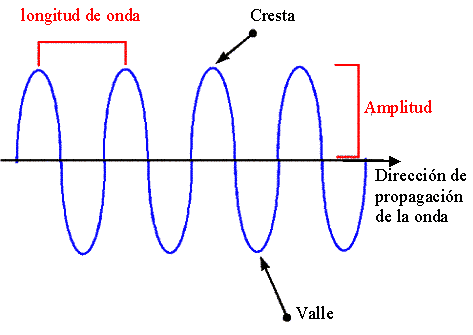 longitud de onda
Cresta
Amplitud
Dirección de
propagación
de la onda
Valle